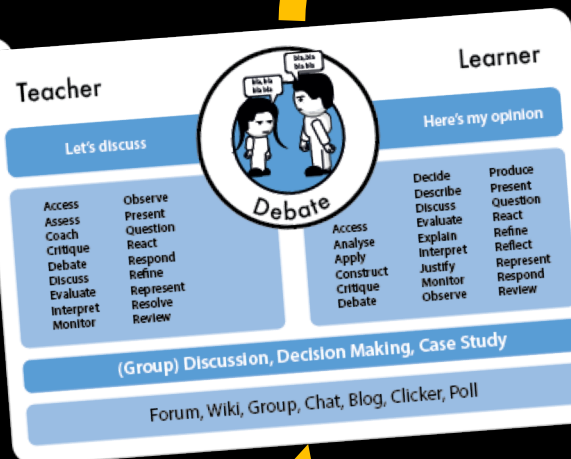 Teacher
Learner
bla, bla
bla bla
bla, bla
bla bla
Let's discuss
Here's my opinion
Debate
Access
Assess
Coach
Critique
Debate
Discuss
Evaluate
Interpret
Monitor
Observe
Present
Question
React
Respond
Refine
Represent
Resolve
Review
Access
Analyse
Apply
Construct
Critique
Debate
Decide
Describe
Discuss
Evaluate
Explain
Interpret
Justify
Monitor
Observe
Produce
Present
Question
React
Refine
Reflect
Represent
Respond
Review
(Group) Discussion, Decision Making, Case Study
Forum, Wiki, Group, Chat, Blog, Clicker, Poll